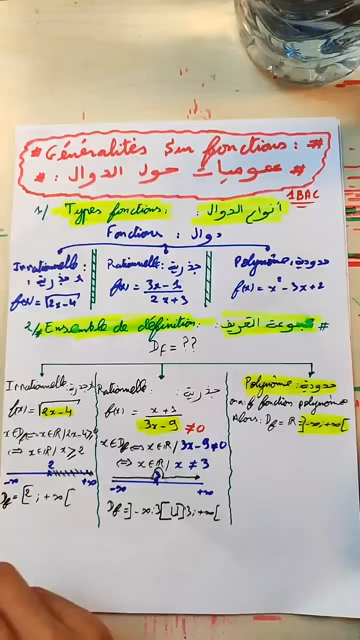 # Généralités sur fonctions : #
# عموميات حول الدوال : #
1BAC
1/ Types fonctions : أنواع الدوال :
Fonctions : دوال
Irrationnelle :
f(x) = √2x-4
Rationnelle : جذرية :
f(x) = 3x-1 / 2x+3
Polynôme : حدودية :
f(x) = x² - 3x + 2
2/ Ensemble de définition : مجموعة التعريف : #
Df = ??
Irrationnelle :
f(x) = √2x-4
x ∈ Df ⟺ x ∈ ℝ / 2x-4 ≥ 0
⟺ x ∈ ℝ / x ≥ 2
2
-∞ +∞
Df = [2 ; +∞[
Rationnelle : جذرية :
f(x) = x+1 / 3x-9 ≠ 0
x ∈ Df ⟺ x ∈ ℝ / 3x-9 ≠ 0
⟺ x ∈ ℝ / x ≠ 3
3
-∞ +∞
Df = ]-∞ ; 3[ ∪ ]3 ; +∞[
Polynôme : حدودية :
on a f fonction polynôme
Alors : Df = ℝ = ]-∞ ; +∞[